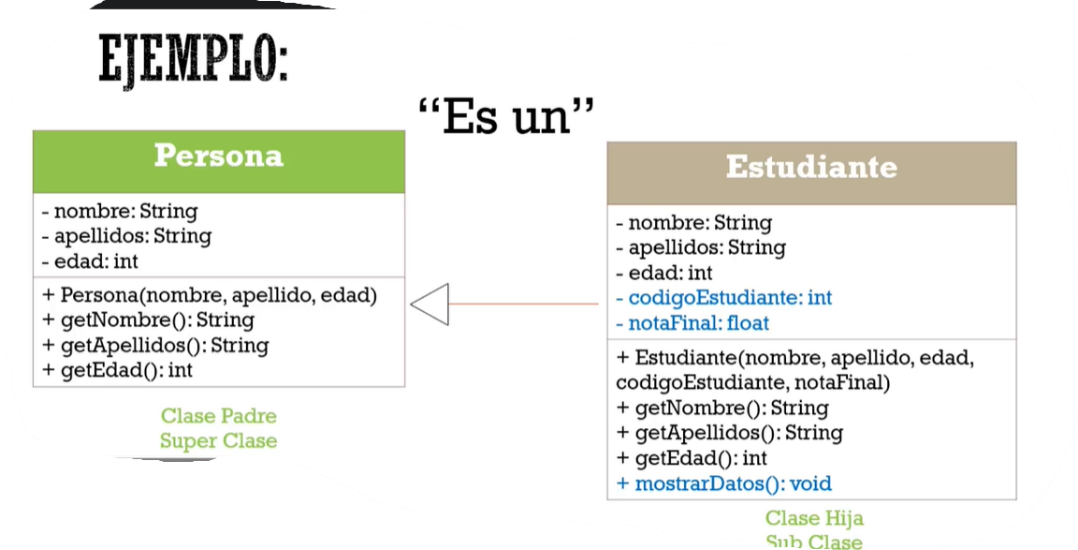 EJEMPLO:
“Es un”
Persona
- nombre: String
- apellidos: String
- edad: int
+ Persona(nombre, apellido, edad)
+ getNombre(): String
+ getApellidos(): String
+ getEdad(): int
Clase Padre
Super Clase
Estudiante
- nombre: String
- apellidos: String
- edad: int
- codigoEstudiante: int
- notaFinal: float
+ Estudiante(nombre, apellido, edad,
codigoEstudiante, notaFinal)
+ getNombre(): String
+ getApellidos(): String
+ getEdad(): int
+ mostrarDatos(): void
Clase Hija
Sub Clase